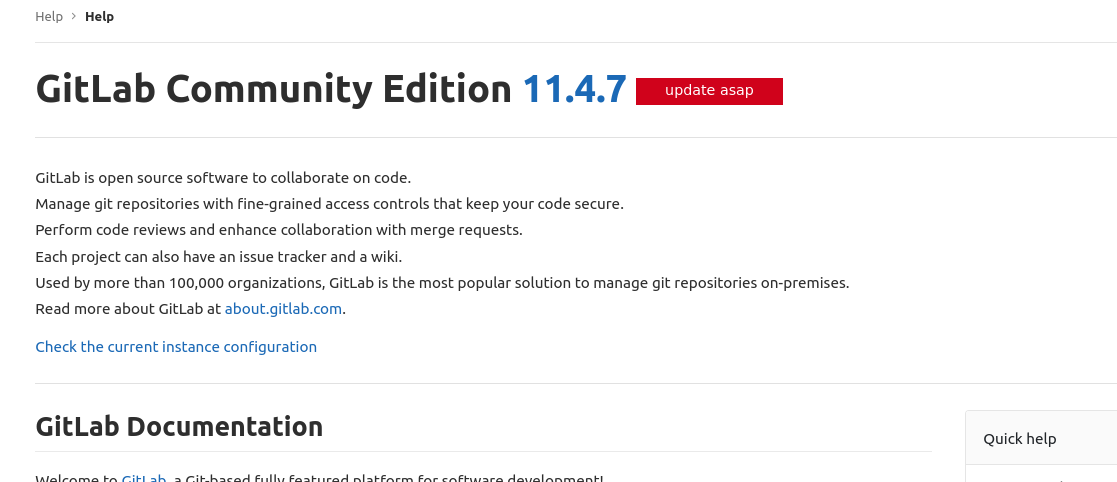 Help > Help
GitLab Community Edition 11.4.7 update asap
GitLab is open source software to collaborate on code.
Manage git repositories with fine-grained access controls that keep your code secure.
Perform code reviews and enhance collaboration with merge requests.
Each project can also have an issue tracker and a wiki.
Used by more than 100,000 organizations, GitLab is the most popular solution to manage git repositories on-premises.
Read more about GitLab at about.gitlab.com.
Check the current instance configuration
GitLab Documentation
Quick help
Welcome to GitLab, a Git-based fully featured platform for software development!